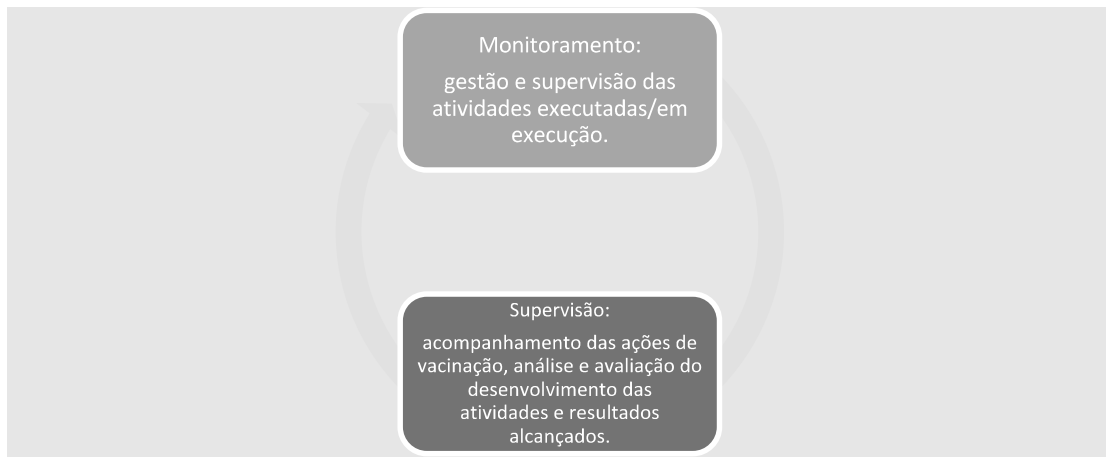 Monitoramento:
gestão e supervisão das
atividades executadas/em
execução.
Supervisão:
acompanhamento das ações de
vacinação, análise e avaliação do
desenvolvimento das
atividades e resultados
alcançados.